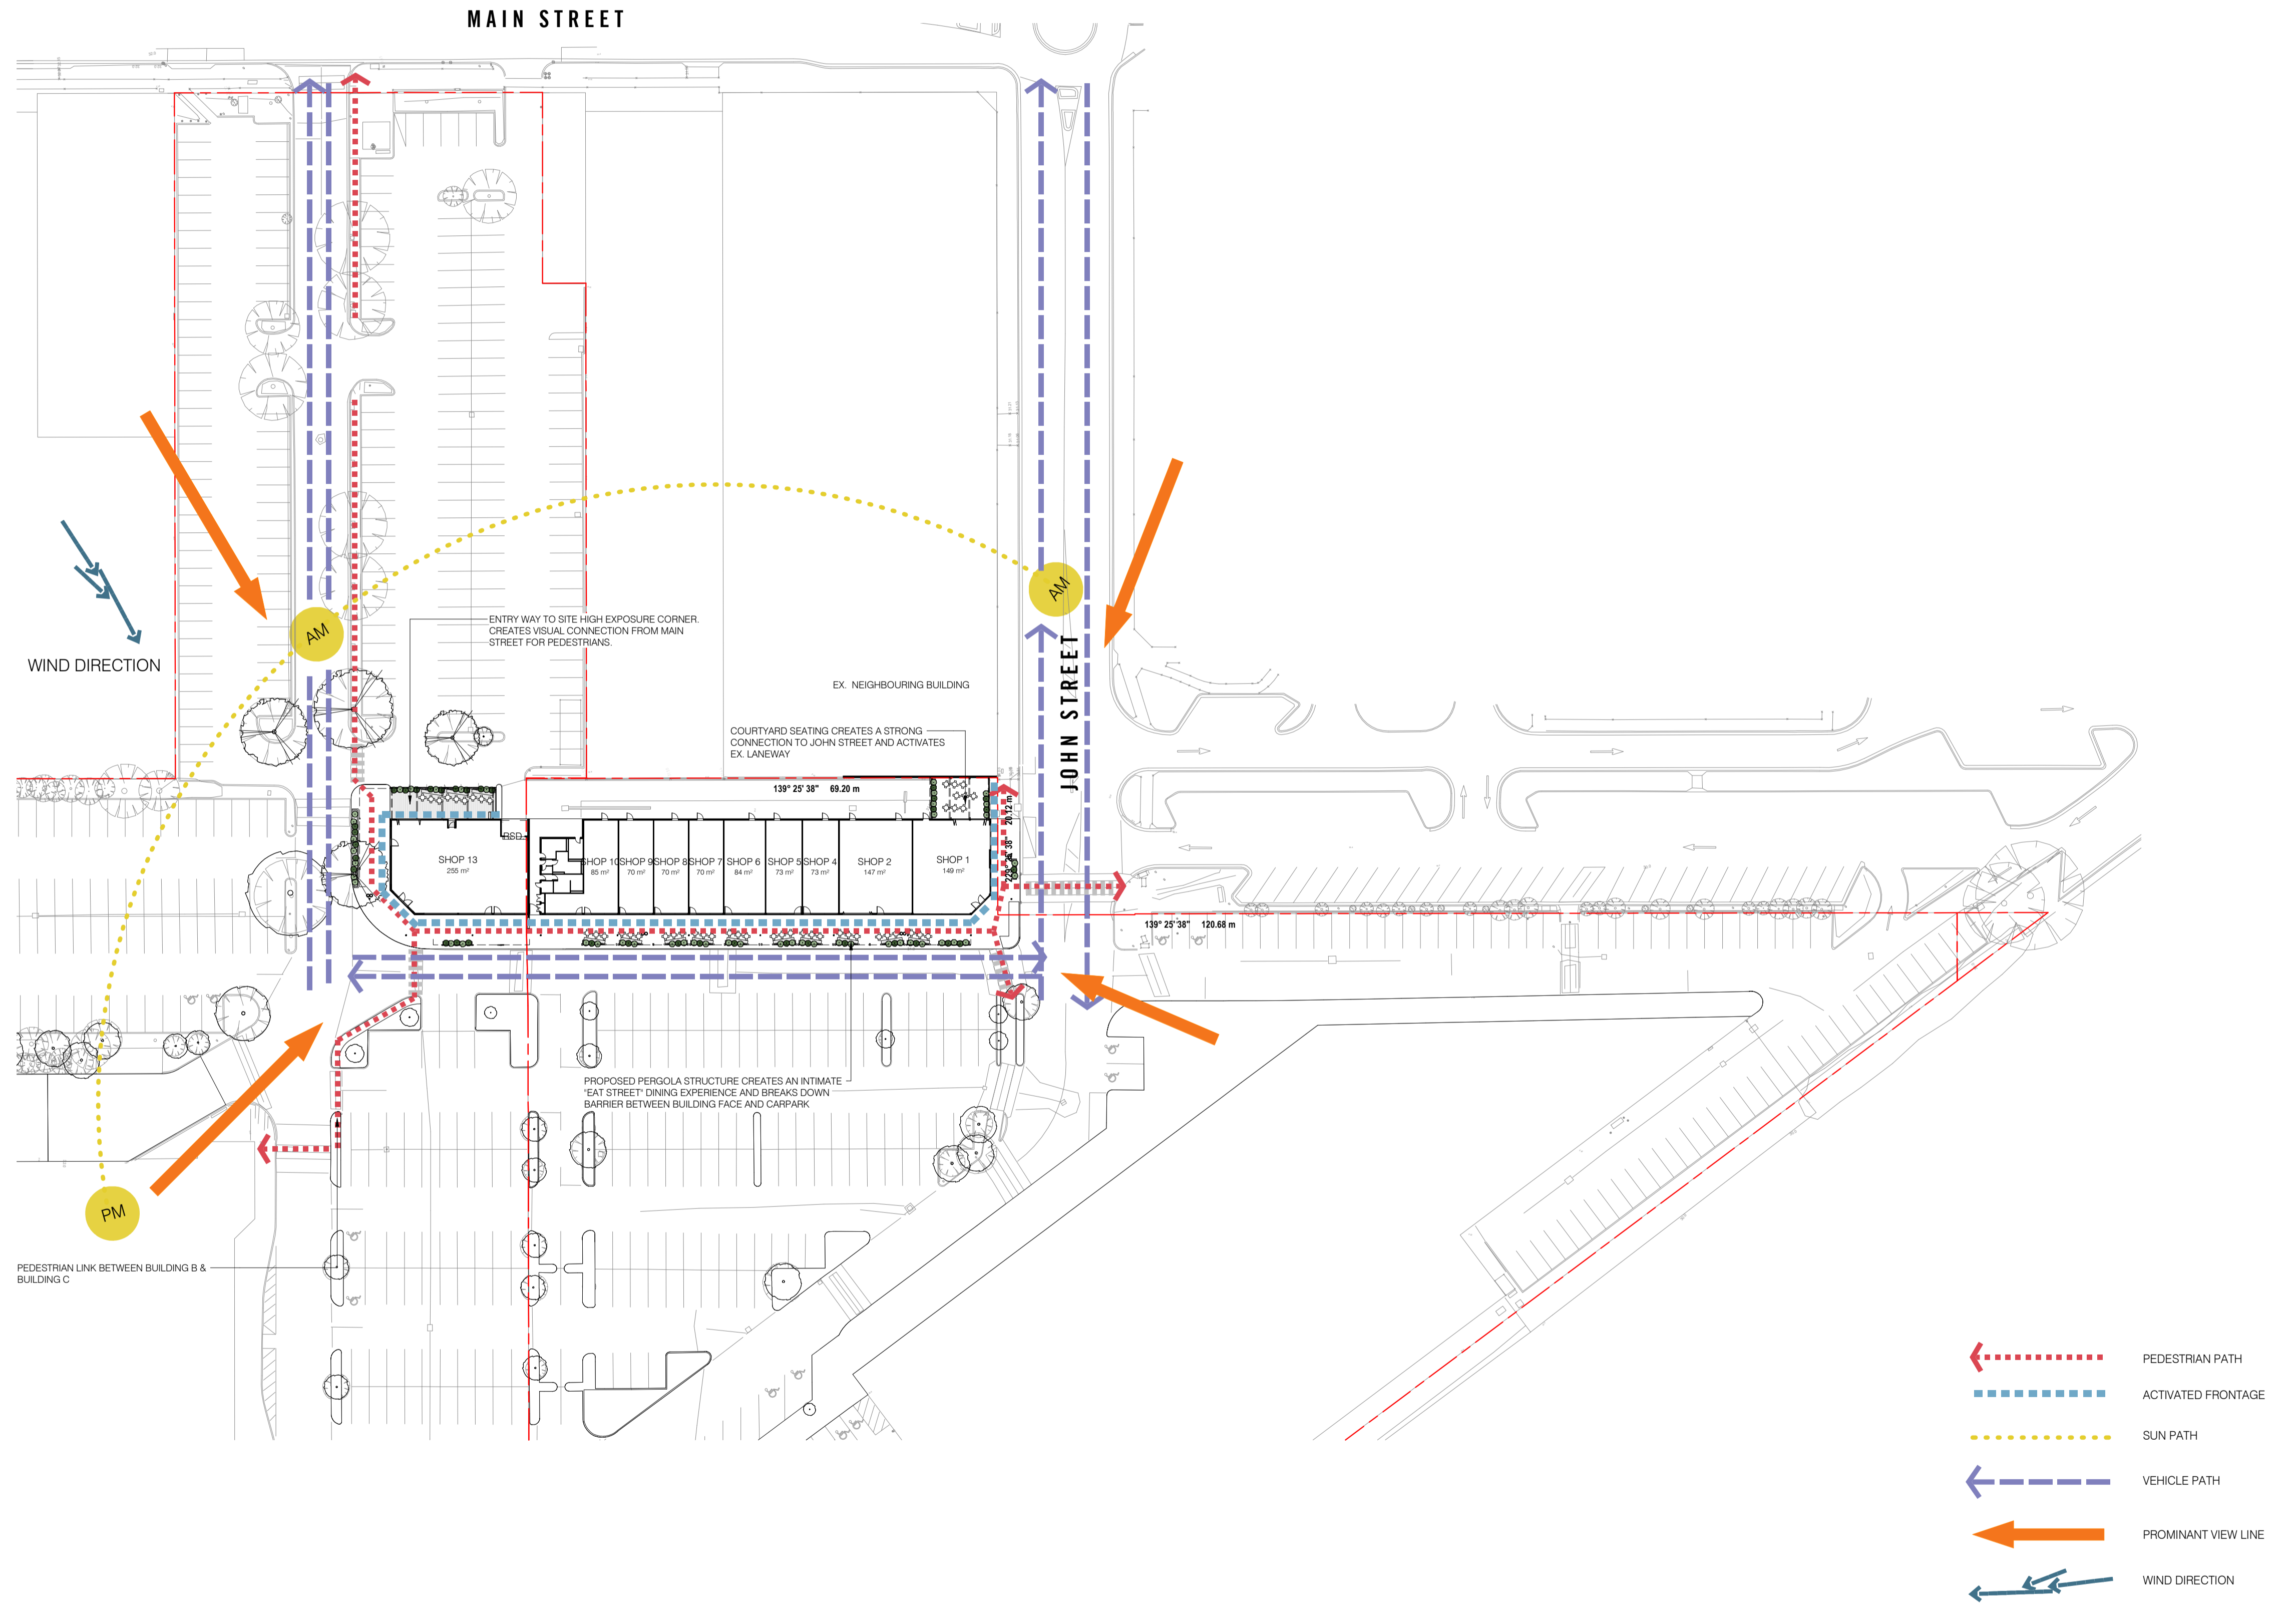 MAIN STREET
AM
AM
WIND DIRECTION
ENTRY WAY TO SITE HIGH EXPOSURE CORNER.
CREATES VISUAL CONNECTION FROM MAIN
STREET FOR PEDESTRIANS.
JOHN STREET
EX. NEIGHBOURING BUILDING
COURTYARD SEATING CREATES A STRONG
CONNECTION TO JOHN STREET AND ACTIVATES
EX. LANEWAY
139° 25' 38" 69.20 m
20.12 m
BSD
SHOP 13
255 m²
SHOP 10
85 m²
SHOP 9
70 m²
SHOP 8
70 m²
SHOP 7
70 m²
SHOP 6
84 m²
SHOP 5
73 m²
SHOP 4
73 m²
SHOP 2
147 m²
SHOP 1
149 m²
139° 25' 38" 120.68 m
PROPOSED PERGOLA STRUCTURE CREATES AN INTIMATE
"EAT STREET" DINING EXPERIENCE AND BREAKS DOWN
BARRIER BETWEEN BUILDING FACE AND CARPARK
PM
PEDESTRIAN LINK BETWEEN BUILDING B &
BUILDING C
PEDESTRIAN PATH
ACTIVATED FRONTAGE
SUN PATH
VEHICLE PATH
PROMINANT VIEW LINE
WIND DIRECTION